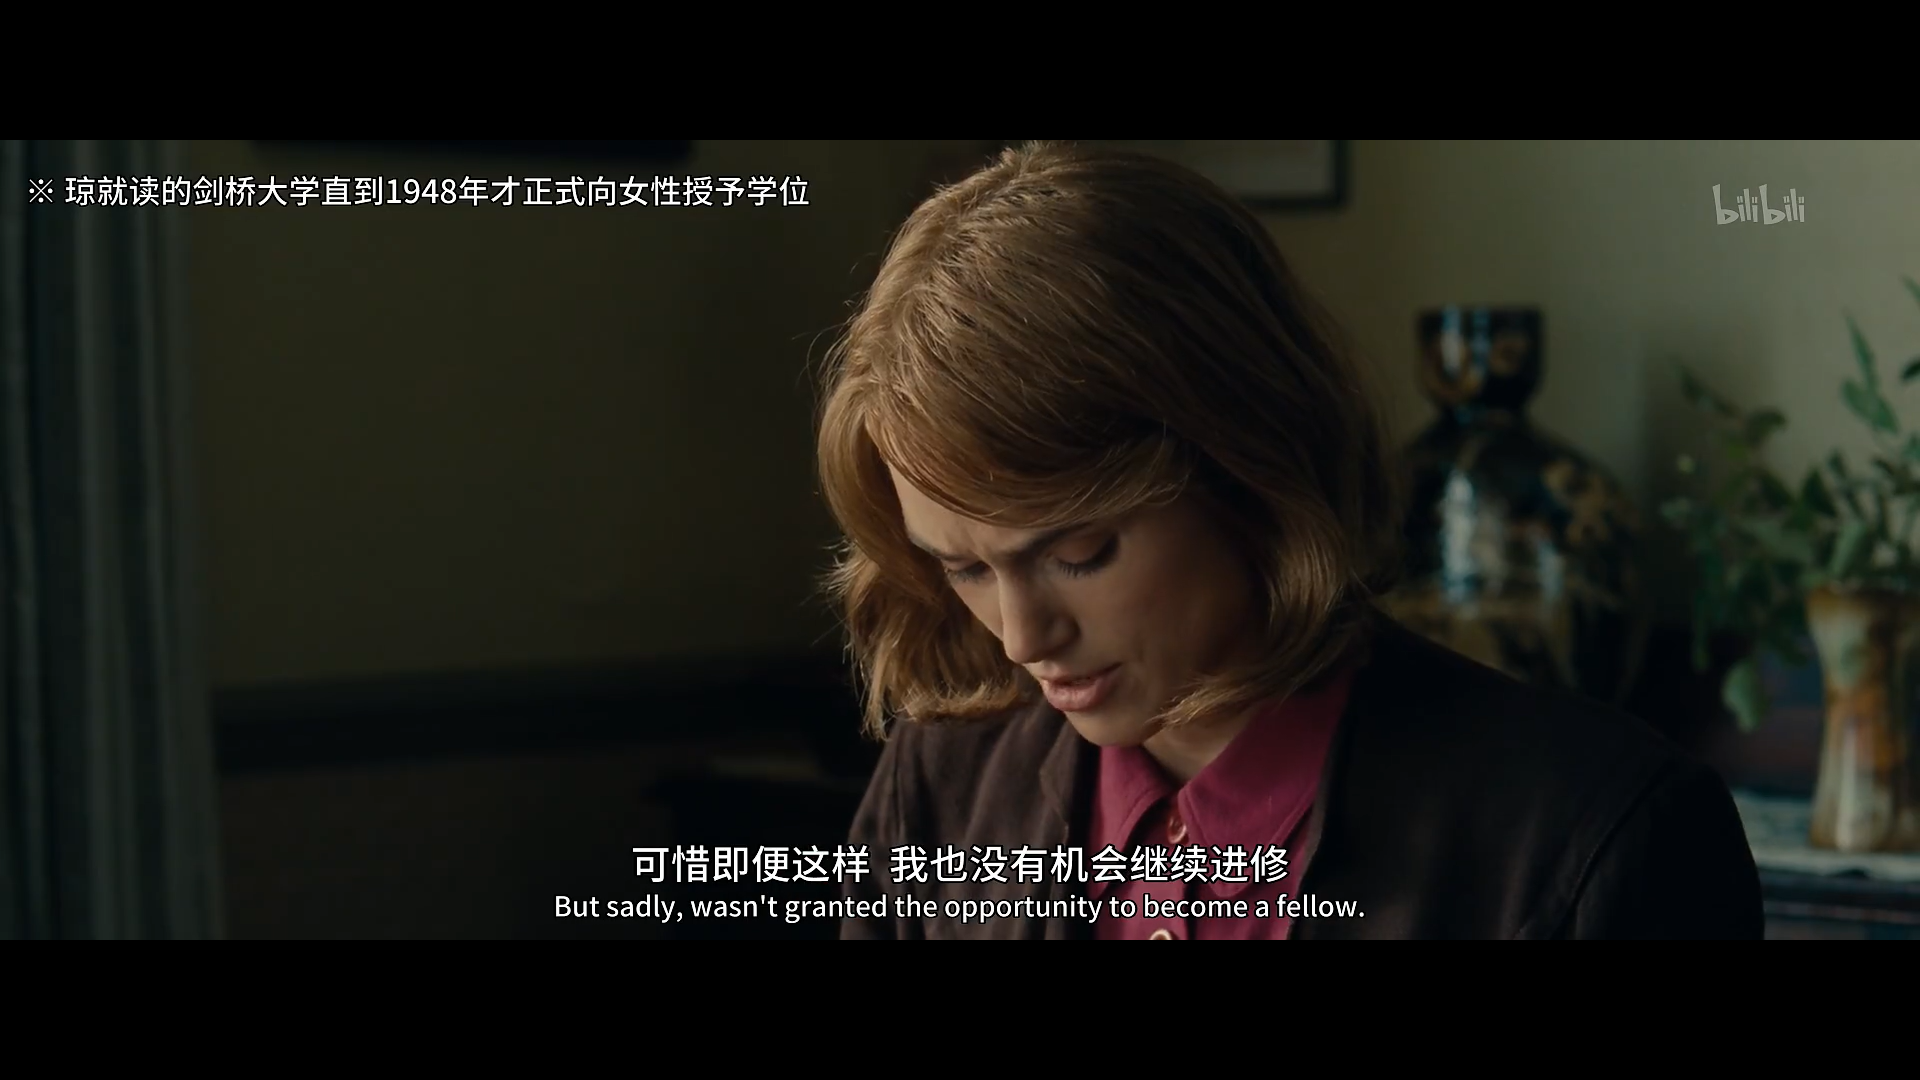 ※ 琼就读的剑桥大学直到1948年才正式向女性授予学位
bilibili
可惜即便这样 我也没有机会继续进修
But sadly, wasn't granted the opportunity to become a fellow.